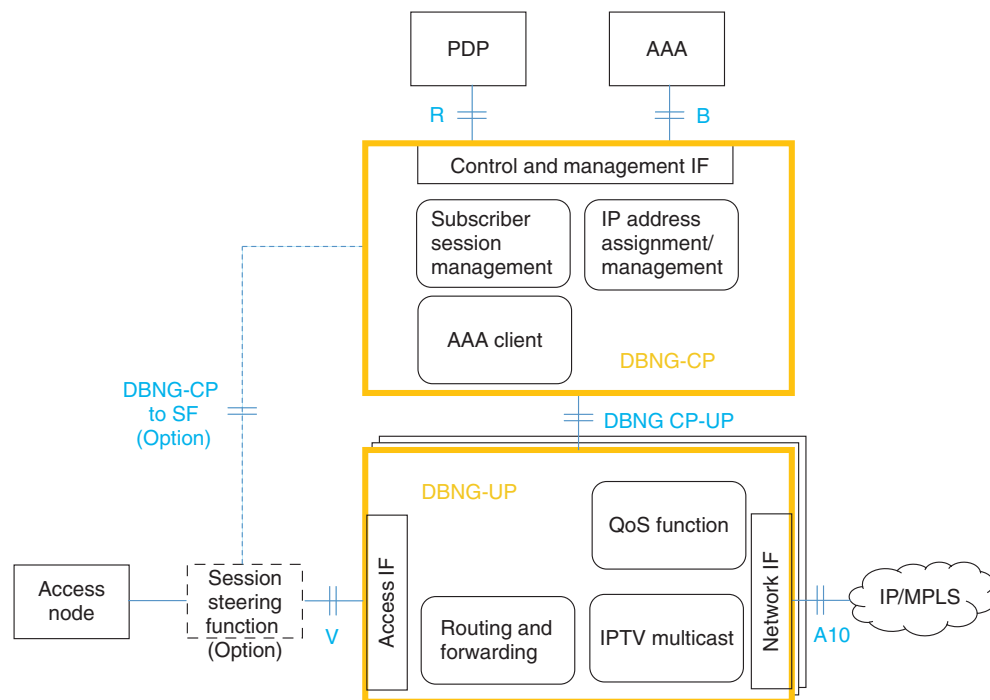 PDP
AAA
R
B
Control and management IF
Subscriber
session
management
IP address
assignment/
management
AAA client
DBNG-CP
DBNG-CP
to SF
(Option)
DBNG CP-UP
DBNG-UP
QoS function
Access IF
Network IF
Access
node
Session
steering
function
(Option)
V
Routing and
forwarding
IPTV multicast
A10
IP/MPLS